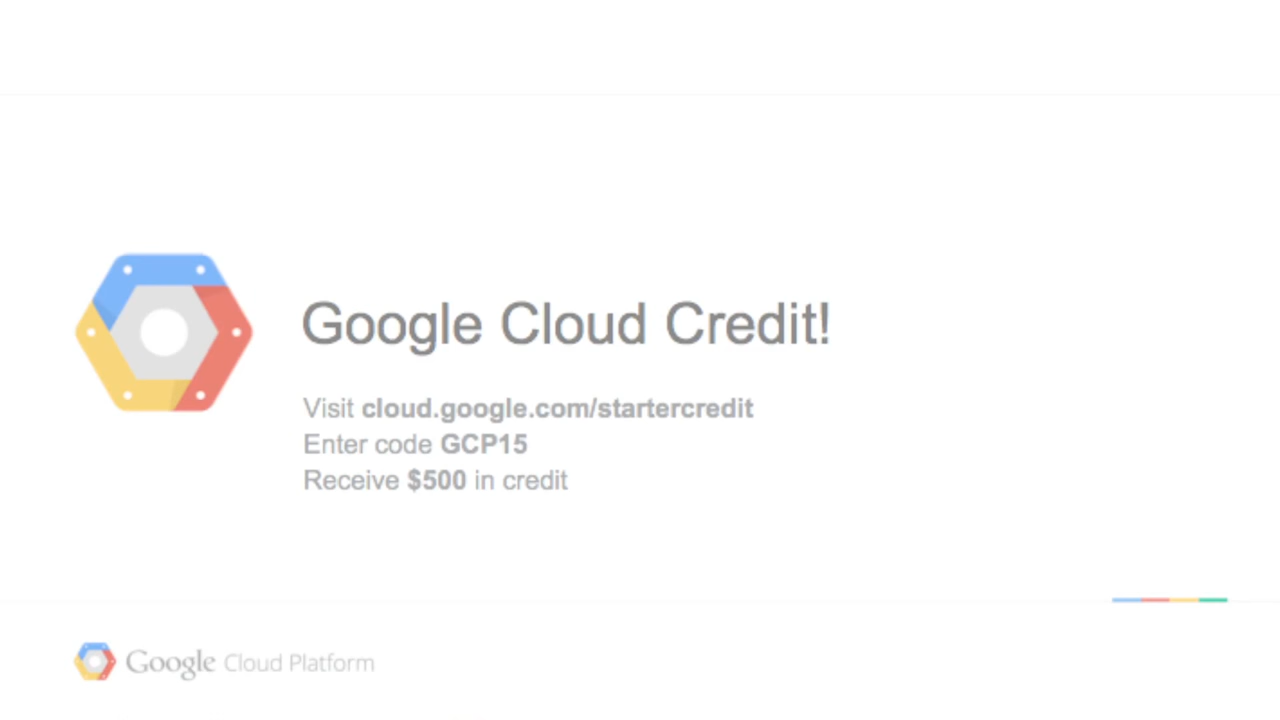 Google Cloud Credit!
Visit cloud.google.com/startercredit
Enter code GCP15
Receive $500 in credit
Google Cloud Platform